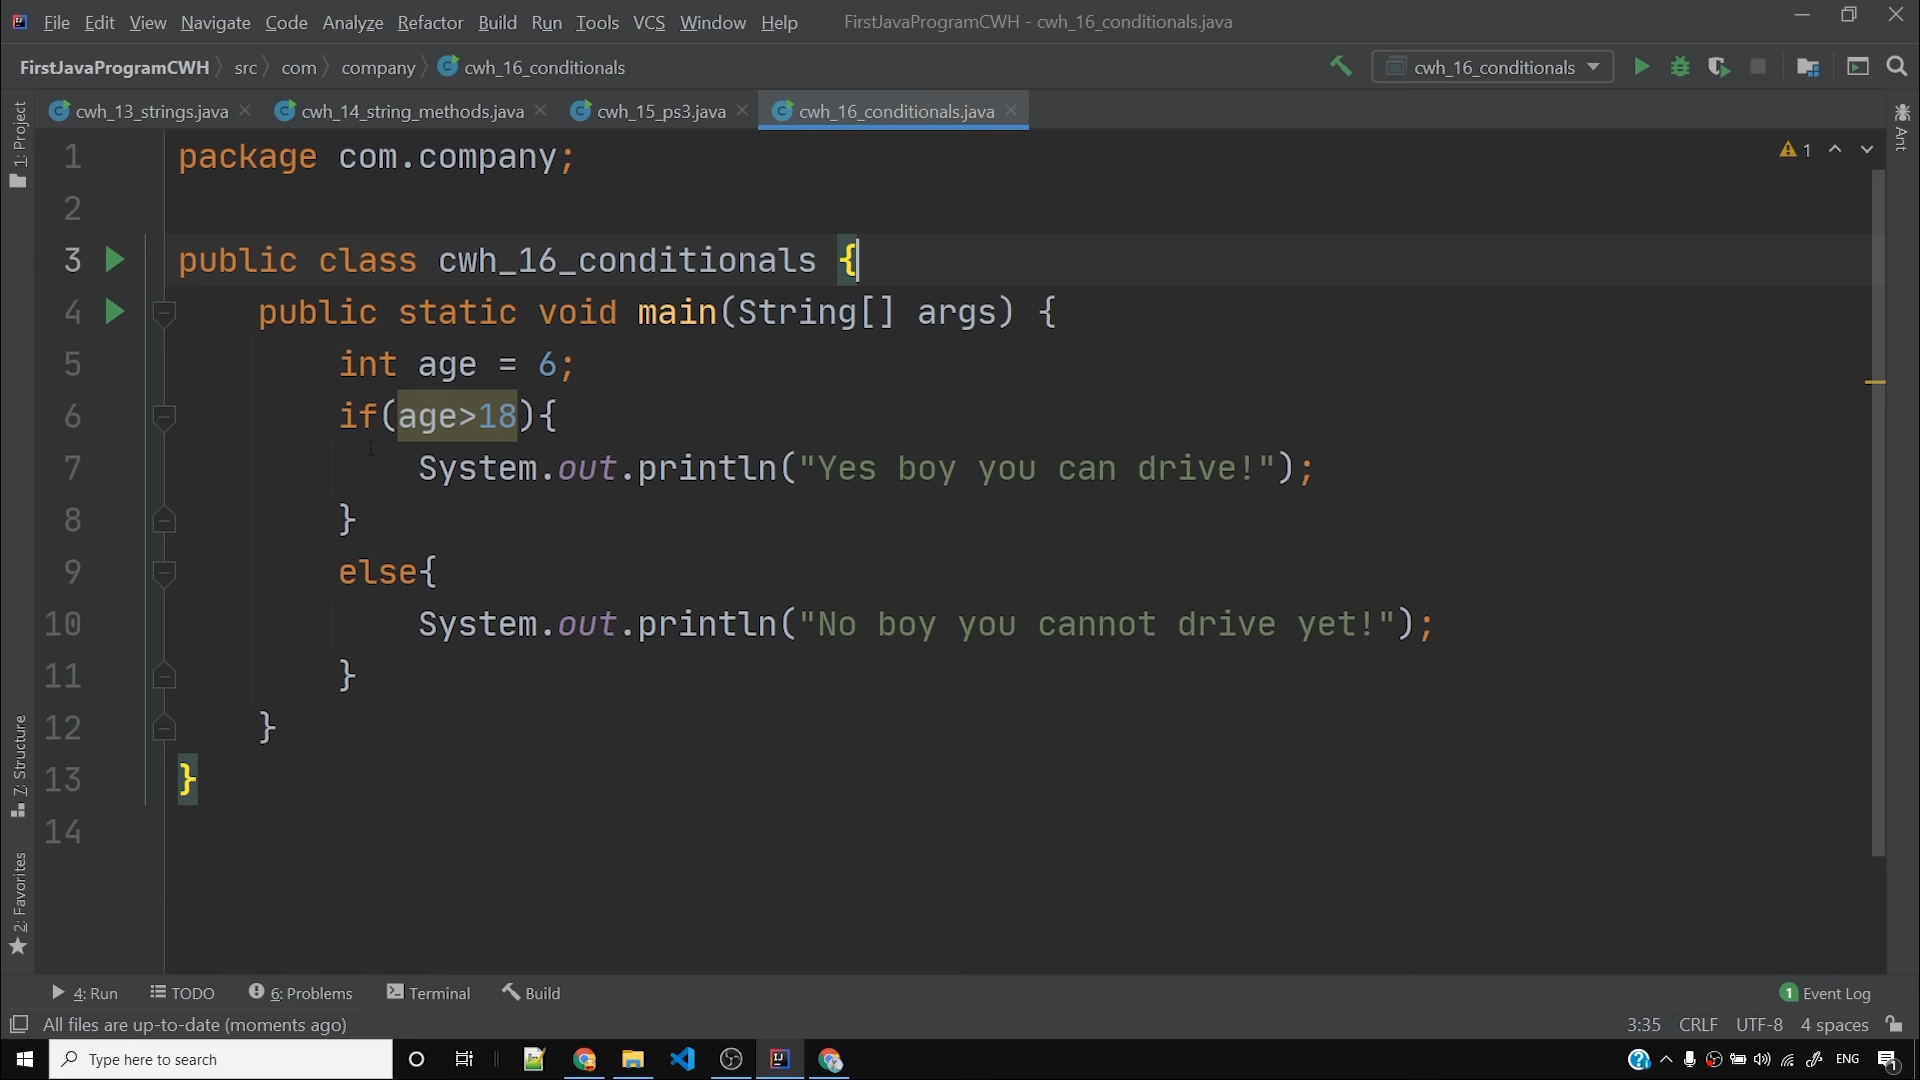 File Edit View Navigate Code Analyze Refactor Build Run Tools VCS Window Help FirstJavaProgramCWH - cwh_16_conditionals.java
FirstJavaProgramCWH src com company cwh_16_conditionals cwh_16_conditionals
cwh_13_strings.java cwh_14_string_methods.java cwh_15_ps3.java cwh_16_conditionals.java
1: Project
Ant
1
1 package com.company;
2
3 public class cwh_16_conditionals {
4 public static void main(String[] args) {
5 int age = 6;
6 if(age>18){
7 System.out.println("Yes boy you can drive!");
8 }
9 else{
10 System.out.println("No boy you cannot drive yet!");
11 }
12 }
13 }
14
7: Structure
2: Favorites
4: Run TODO 6: Problems Terminal Build 1 Event Log
All files are up-to-date (moments ago) 3:35 CRLF UTF-8 4 spaces
Type here to search ENG 1